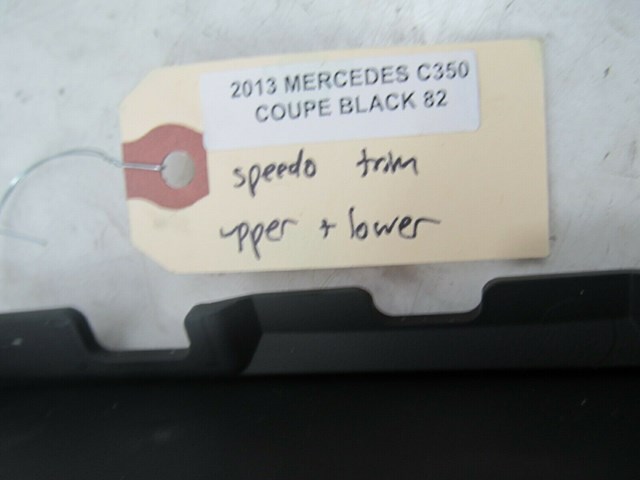 2013 MERCEDES C350
COUPE BLACK 82
speedo trim
upper + lower